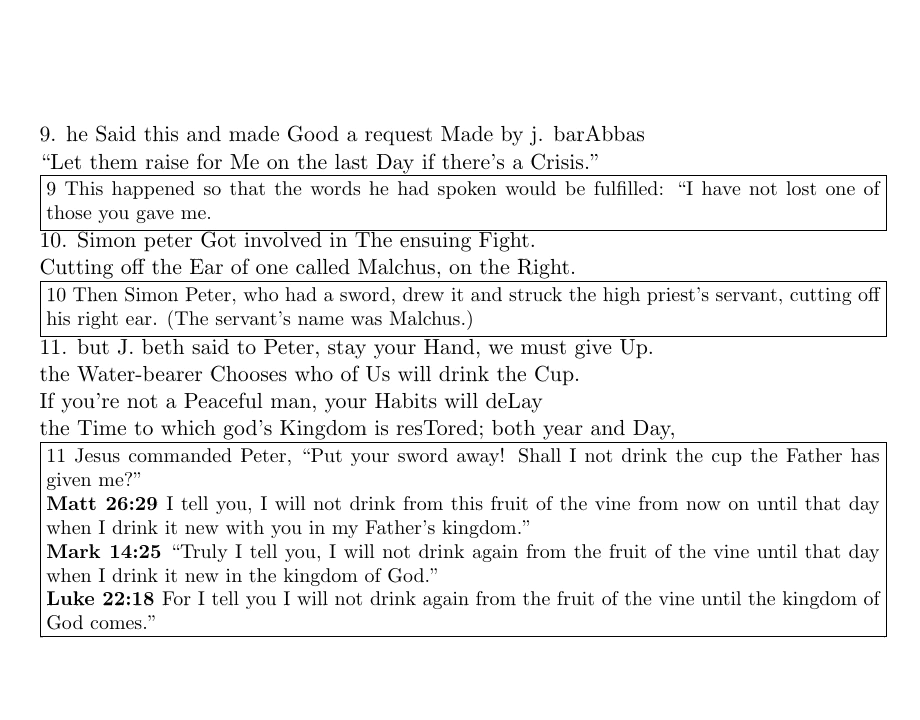 9. he Said this and made Good a request Made by j. barAbbas
“Let them raise for Me on the last Day if there’s a Crisis.”
9 This happened so that the words he had spoken would be fulfilled: “I have not lost one of
those you gave me.
10. Simon peter Got involved in The ensuing Fight.
Cutting off the Ear of one called Malchus, on the Right.
10 Then Simon Peter, who had a sword, drew it and struck the high priest’s servant, cutting off
his right ear. (The servant’s name was Malchus.)
11. but J. beth said to Peter, stay your Hand, we must give Up.
the Water-bearer Chooses who of Us will drink the Cup.
If you’re not a Peaceful man, your Habits will deLay
the Time to which god’s Kingdom is resTored; both year and Day,
11 Jesus commanded Peter, “Put your sword away! Shall I not drink the cup the Father has
given me?”
Matt 26:29 I tell you, I will not drink from this fruit of the vine from now on until that day
when I drink it new with you in my Father’s kingdom.”
Mark 14:25 “Truly I tell you, I will not drink again from the fruit of the vine until that day
when I drink it new in the kingdom of God.”
Luke 22:18 For I tell you I will not drink again from the fruit of the vine until the kingdom of
God comes.”